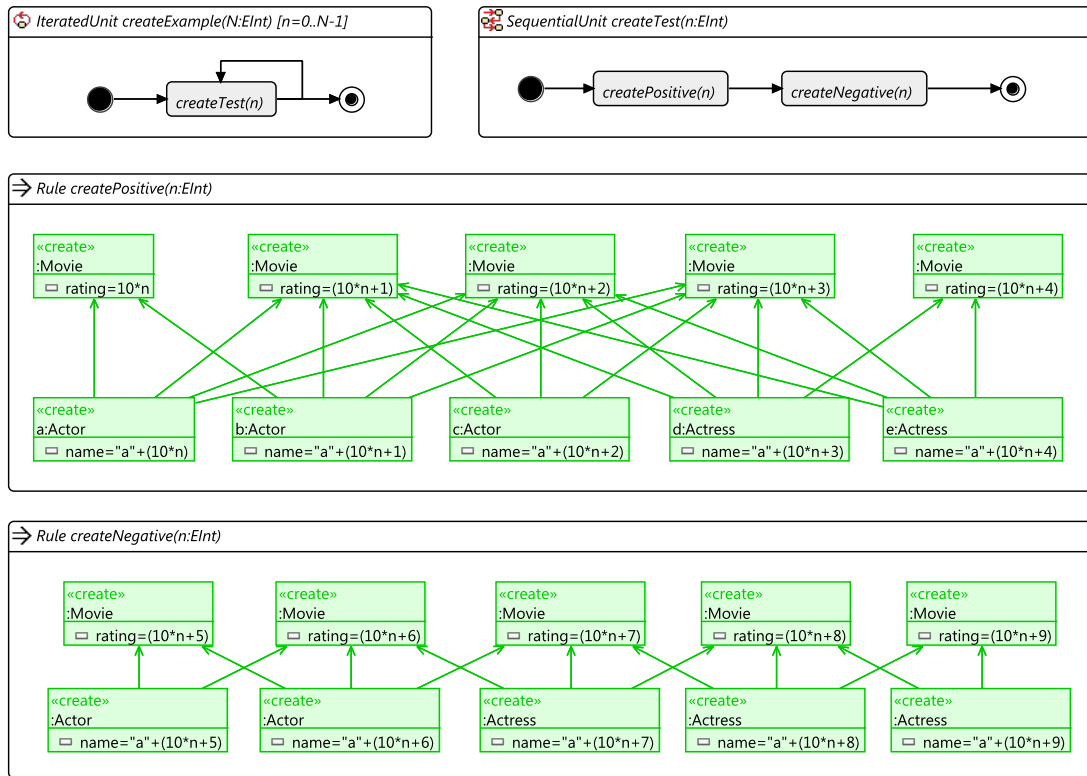 IteratedUnit createExample(N:EInt) [n=0..N-1]
createTest(n)
SequentialUnit createTest(n:EInt)
createPositive(n)
createNegative(n)
Rule createPositive(n:EInt)
«create»
:Movie
rating=10*n
«create»
:Movie
rating=(10*n+1)
«create»
:Movie
rating=(10*n+2)
«create»
:Movie
rating=(10*n+3)
«create»
:Movie
rating=(10*n+4)
«create»
a:Actor
name="a"+(10*n)
«create»
b:Actor
name="a"+(10*n+1)
«create»
c:Actor
name="a"+(10*n+2)
«create»
d:Actress
name="a"+(10*n+3)
«create»
e:Actress
name="a"+(10*n+4)
Rule createNegative(n:EInt)
«create»
:Movie
rating=(10*n+5)
«create»
:Movie
rating=(10*n+6)
«create»
:Movie
rating=(10*n+7)
«create»
:Movie
rating=(10*n+8)
«create»
:Movie
rating=(10*n+9)
«create»
:Actor
name="a"+(10*n+5)
«create»
:Actor
name="a"+(10*n+6)
«create»
:Actress
name="a"+(10*n+7)
«create»
:Actress
name="a"+(10*n+8)
«create»
:Actress
name="a"+(10*n+9)